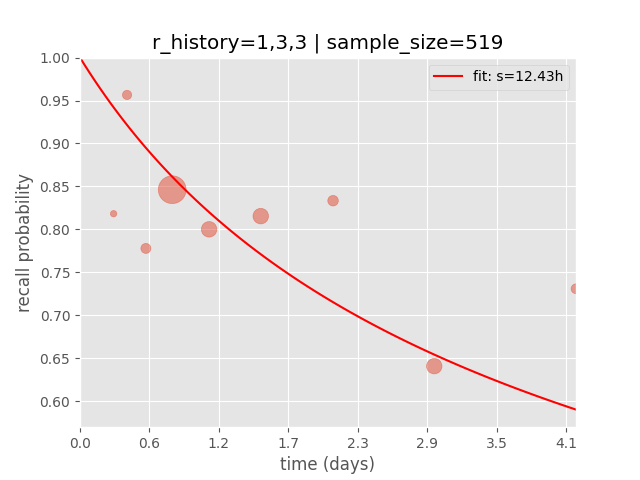 r_history=1,3,3 | sample_size=519
fit: s=12.43h
recall probability
1.00
0.95
0.90
0.85
0.80
0.75
0.70
0.65
0.60
0.0 0.6 1.2 1.7 2.3 2.9 3.5 4.1
time (days)